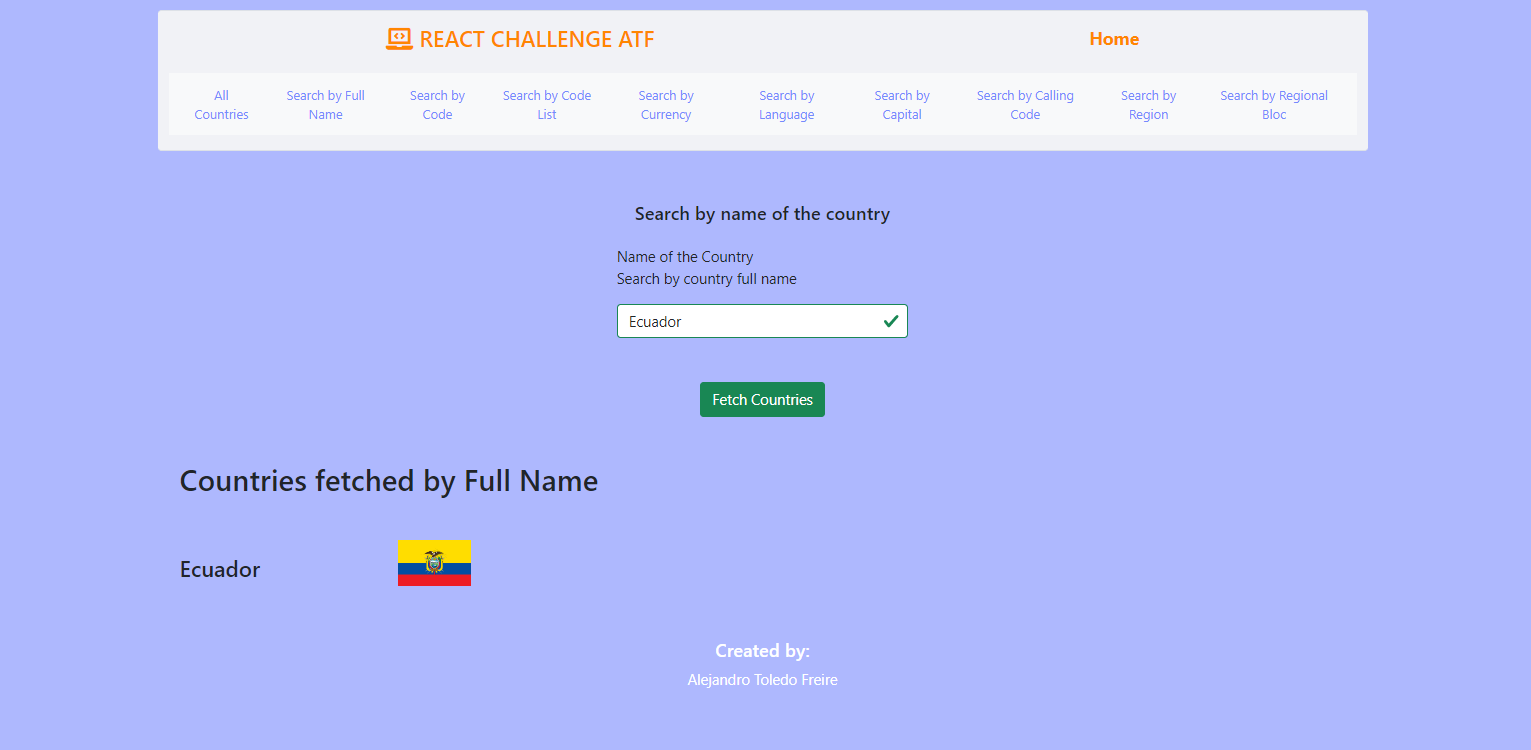 REACT CHALLENGE ATF
Home
All Countries
Search by Full Name
Search by Code
Search by Code List
Search by Currency
Search by Language
Search by Capital
Search by Calling Code
Search by Region
Search by Regional Bloc
Search by name of the country
Name of the Country
Search by country full name
Ecuador
Fetch Countries
Countries fetched by Full Name
Ecuador
Created by:
Alejandro Toledo Freire